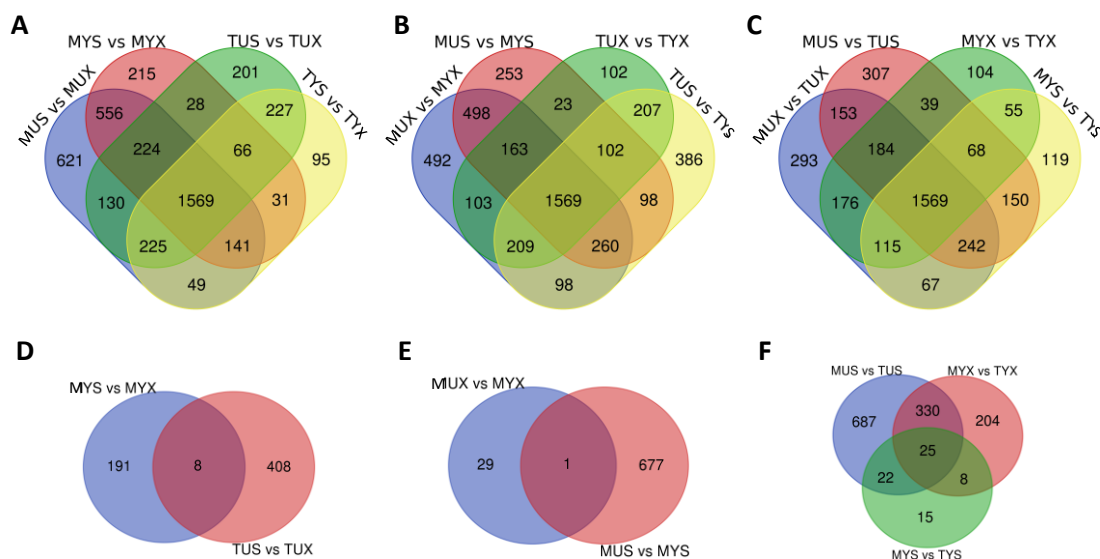 A
MYS vs MYX
TUS vs TUX
MUS vs MUX
TYS vs TYX
215
201
556
28
227
621
224
66
95
130
1569
31
225
141
49
B
MUS vs MYS
TUX vs TYX
MUX vs MYX
TUS vs TYS
253
102
498
23
207
492
163
102
386
103
1569
98
209
260
98
C
MUS vs TUS
MYX vs TYX
MUX vs TUX
MYS vs TYS
307
104
153
39
55
293
184
68
119
176
1569
150
115
242
67
D
MYS vs MYX
191
8
408
TUS vs TUX
E
MUX vs MYX
29
1
677
MUS vs MYS
F
MUS vs TUS
MYX vs TYX
687
330
204
25
22
8
15
MYS vs TYS